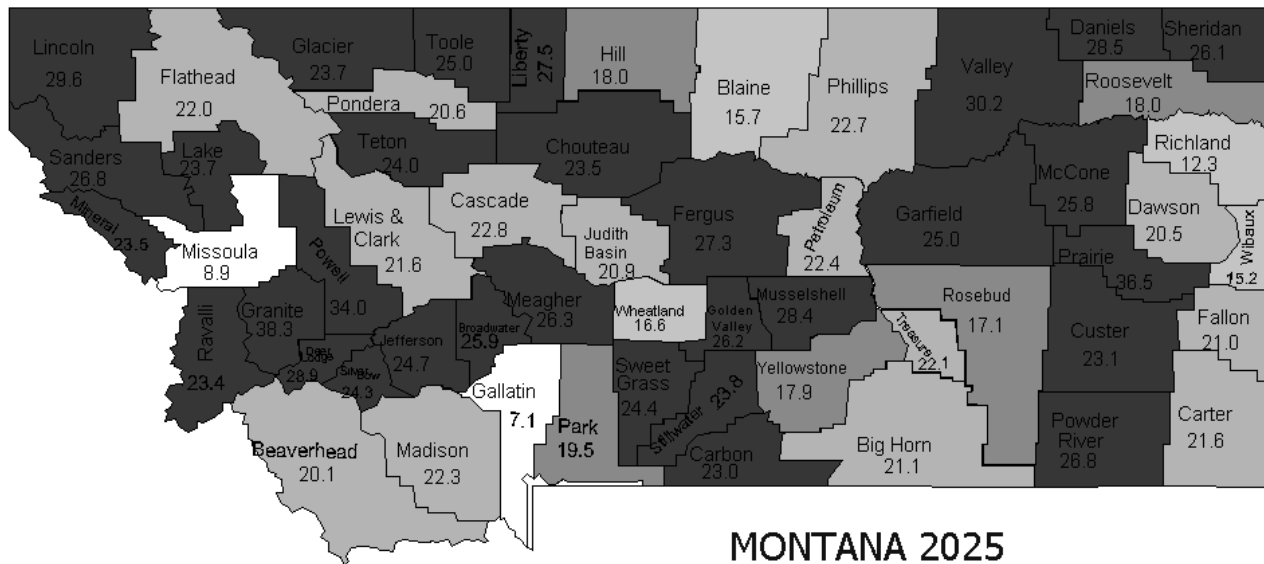 Lincoln
29.6
Flathead
22.0
Glacier
23.7
Toole
25.0
Liberty
27.5
Hill
18.0
Blaine
15.7
Phillips
22.7
Valley
30.2
Daniels
28.5
Sheridan
26.1
Roosevelt
18.0
Pondera
20.6
Teton
24.0
Chouteau
23.5
Richland
12.3
McCone
25.8
Dawson
20.5
Wibaux
15.2
Sanders
26.8
Lake
23.7
Mineral
23.5
Missoula
8.9
Powell
34.0
Lewis &
Clark
21.6
Cascade
22.8
Judith
Basin
20.9
Fergus
27.3
Petroleum
22.4
Garfield
25.0
Prairie
36.5
Ravalli
23.4
Granite
38.3
Deer
Lodge
28.9
Silver
Bow
24.3
Jefferson
24.7
Broadwater
25.9
Meagher
26.3
Wheatland
16.6
Golden
Valley
26.2
Musselshell
28.4
Treasure
22.1
Rosebud
17.1
Custer
23.1
Fallon
21.0
Beaverhead
20.1
Madison
22.3
Gallatin
7.1
Park
19.5
Sweet
Grass
24.4
Stillwater
23.8
Carbon
23.0
Yellowstone
17.9
Big Horn
21.1
Powder
River
26.8
Carter
21.6
MONTANA 2025